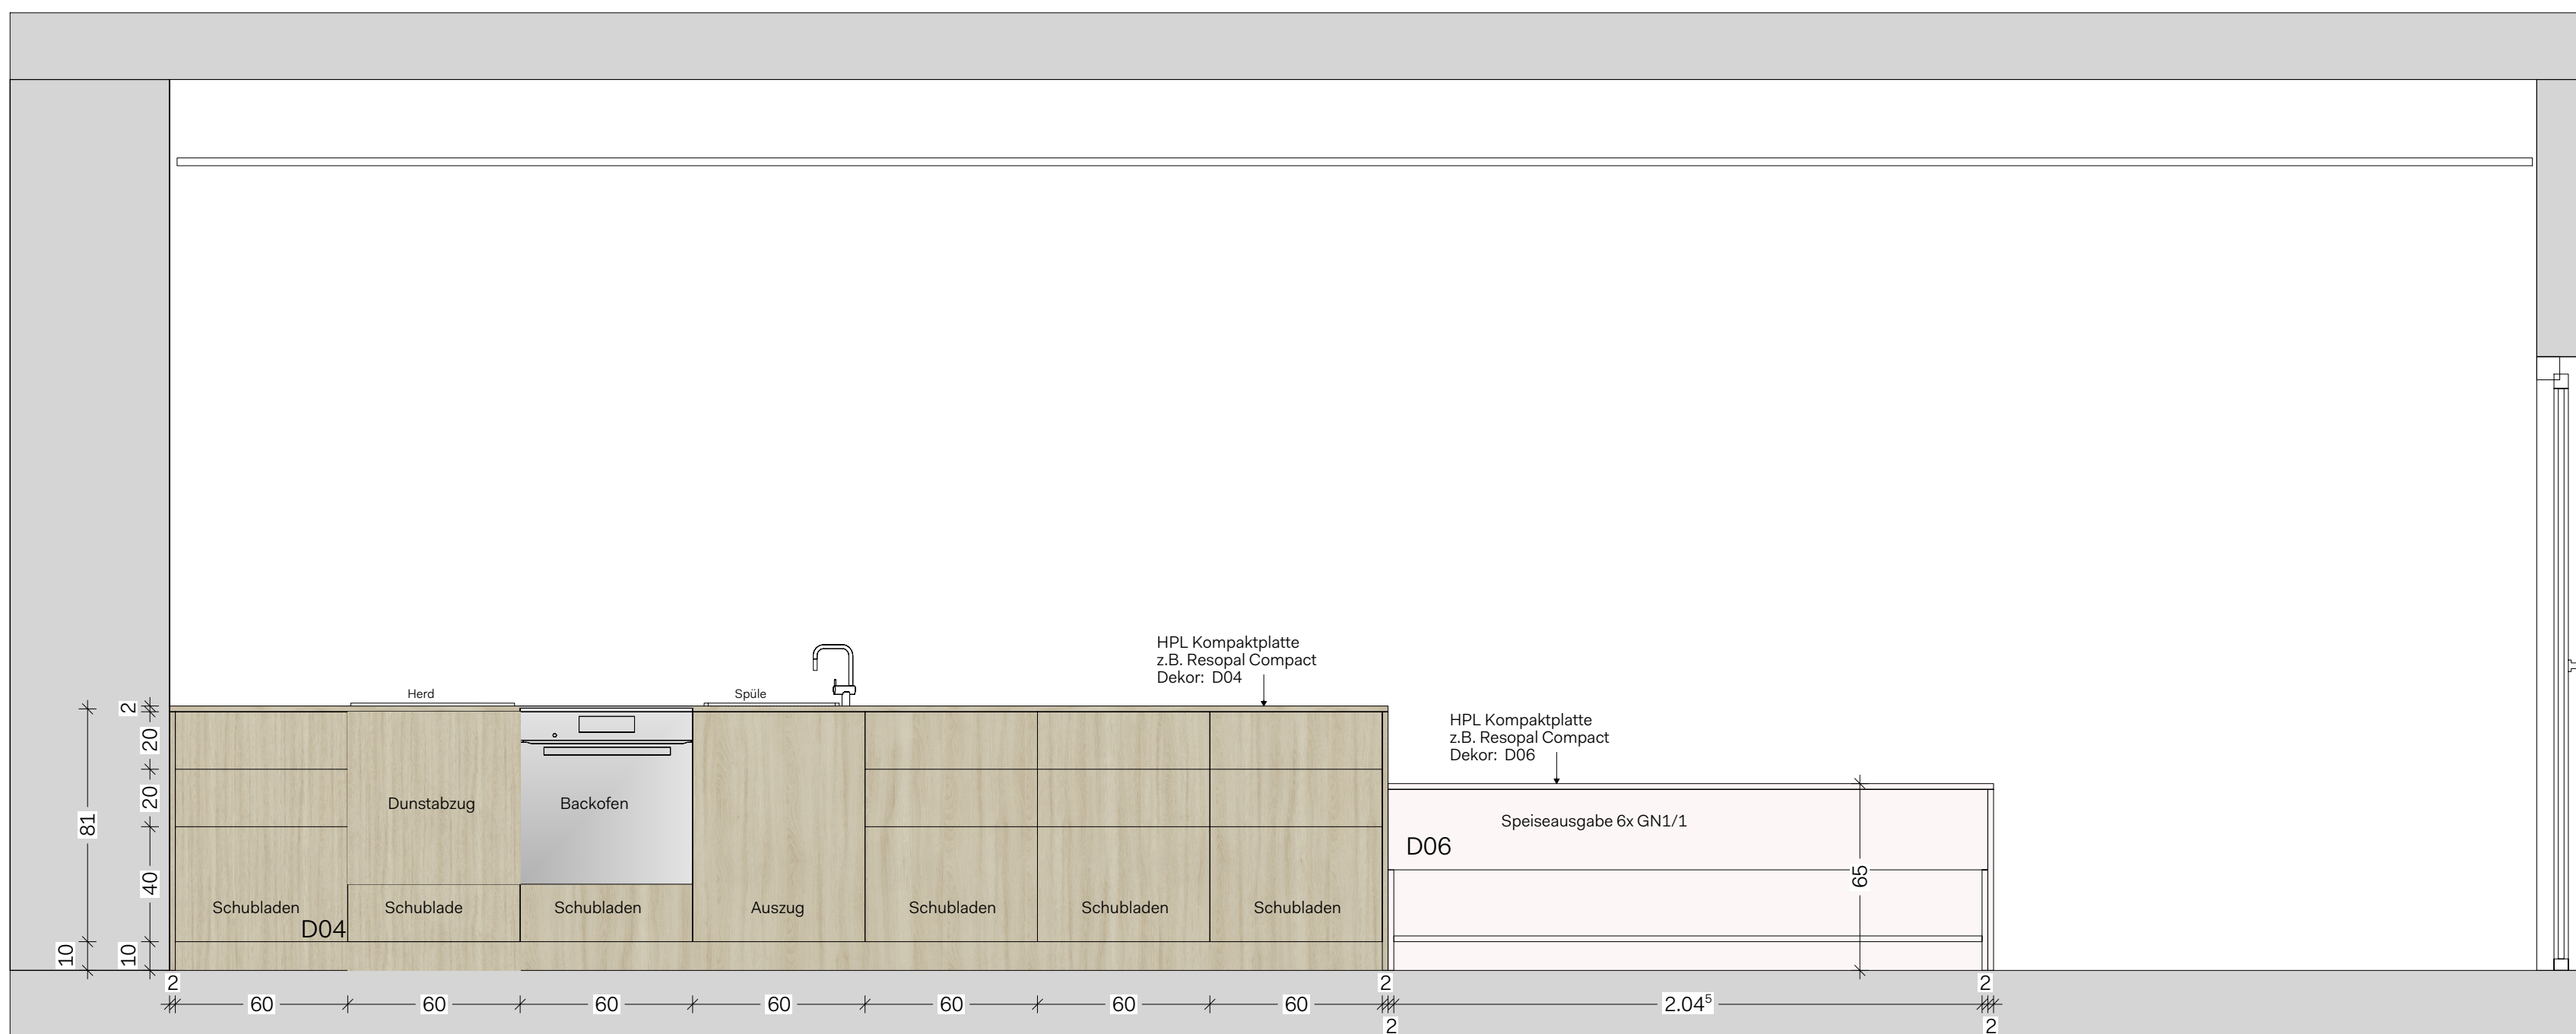 HPL Kompaktplatte
z.B. Resopal Compact
Dekor: D04
Herd
Spüle
HPL Kompaktplatte
z.B. Resopal Compact
Dekor: D06
2
20
20
40
10
81
10
Dunstabzug
Backofen
Speiseausgabe 6x GN1/1
D06
65
Schubladen
Schublade
Schubladen
Auszug
Schubladen
Schubladen
Schubladen
D04
2
2
2
60
60
60
60
60
60
60
2.04⁵
2
2